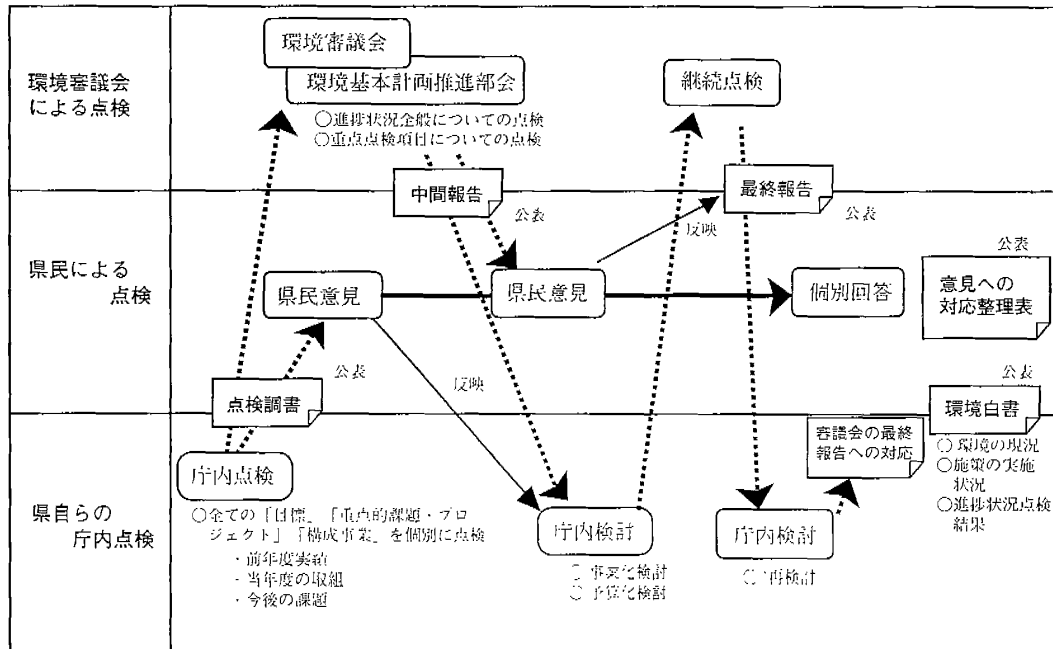 環境審議会
による点検
環境審議会
環境基本計画推進部会
○進捗状況全般についての点検
○重点点検項目についての点検
継続点検
中間報告
公表
最終報告
公表
反映
県民による
点検
県民意見
県民意見
個別回答
公表
意見への
対応整理表
公表
反映
点検調書
公表
環境白書
○環境の現況
○施策の実施
状況
○進捗状況点検
結果
審議会の最終
報告への対応
県自らの
庁内点検
庁内点検
○全ての「目標」「重点的課題・プロ
ジェクト」「構成事業」を個別に点検
・前年度実績
・当年度の取組
・今後の課題
庁内検討
○事業化検討
○予算化検討
庁内検討
○再検討